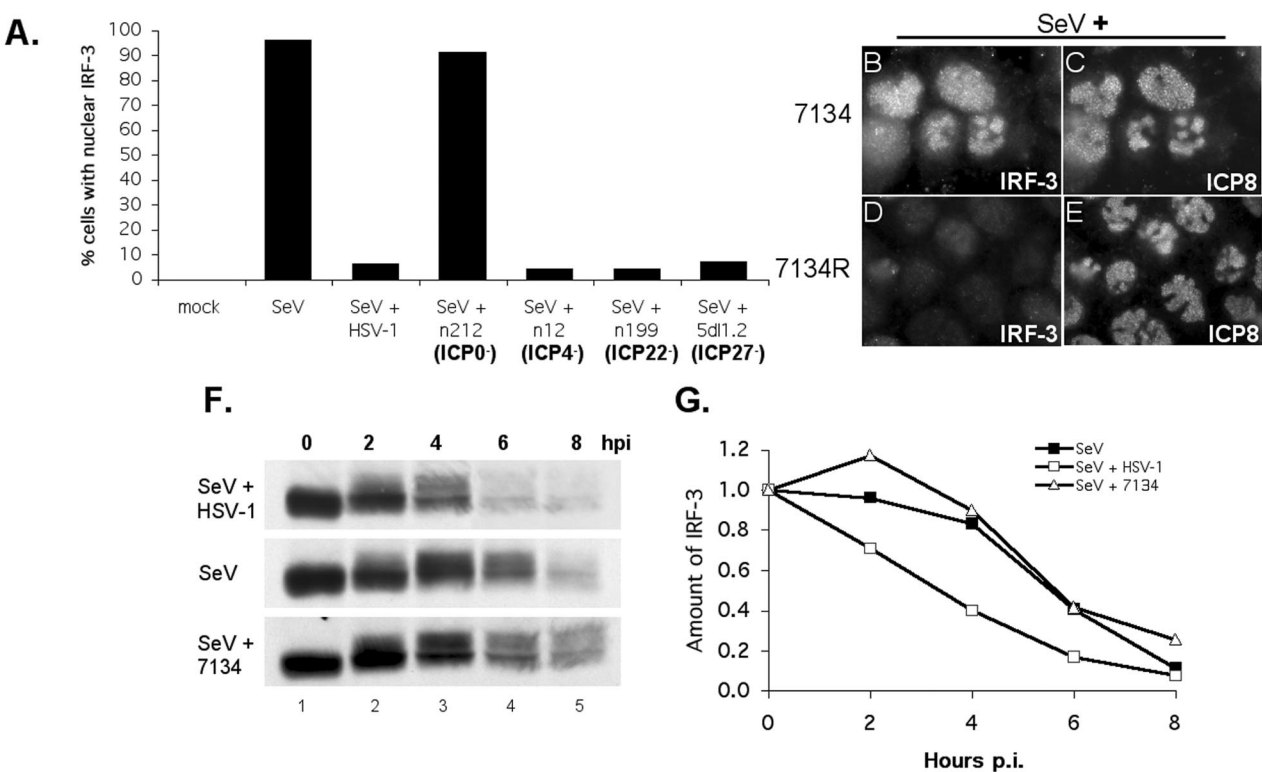 A.
% cells with nuclear IRF-3
100
90
80
70
60
50
40
30
20
10
0
mock
SeV
SeV +
HSV-1
SeV +
n212
(ICP0-)
SeV +
n12
(ICP4-)
SeV +
n199
(ICP22-)
SeV +
5dl1.2
(ICP27-)
SeV +
7134
B
IRF-3
C
ICP8
7134R
D
IRF-3
E
ICP8
F.
0 2 4 6 8 hpi
SeV +
HSV-1
SeV
SeV +
7134
1 2 3 4 5
G.
Amount of IRF-3
1.2
1.0
0.8
0.6
0.4
0.2
0.0
0 2 4 6 8
Hours p.i.
SeV
SeV + HSV-1
SeV + 7134